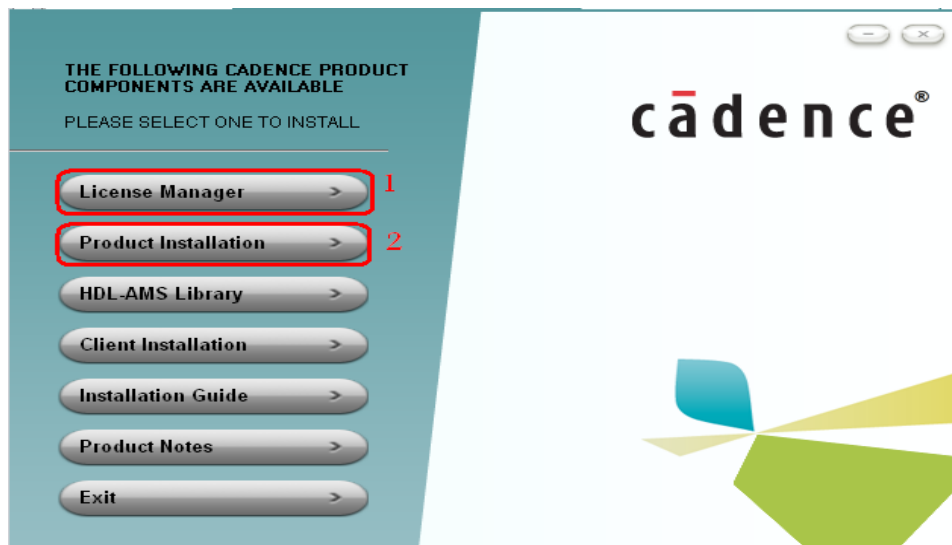 THE FOLLOWING CADENCE PRODUCT
COMPONENTS ARE AVAILABLE
PLEASE SELECT ONE TO INSTALL
License Manager >
1
Product Installation >
2
HDL-AMS Library >
Client Installation >
Installation Guide >
Product Notes >
Exit >
cādence®